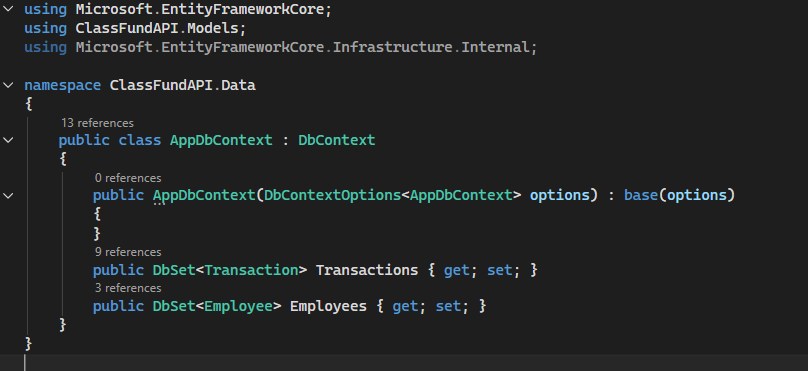 using Microsoft.EntityFrameworkCore;
using ClassFundAPI.Models;
using Microsoft.EntityFrameworkCore.Infrastructure.Internal;
namespace ClassFundAPI.Data
{
13 references
public class AppDbContext : DbContext
{
0 references
public AppDbContext(DbContextOptions<AppDbContext> options) : base(options)
{
}
9 references
public DbSet<Transaction> Transactions { get; set; }
3 references
public DbSet<Employee> Employees { get; set; }
}
}